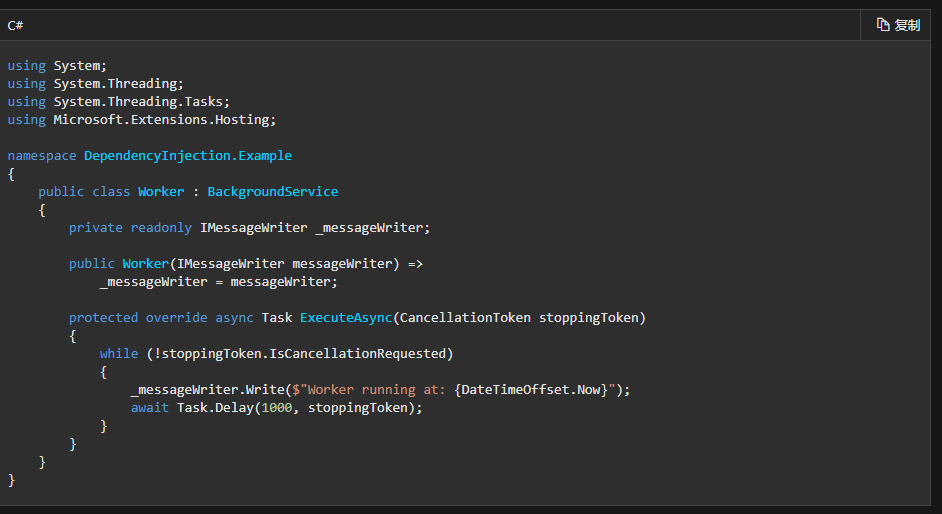 C#
复制
using System;
using System.Threading;
using System.Threading.Tasks;
using Microsoft.Extensions.Hosting;
namespace DependencyInjection.Example
{
    public class Worker : BackgroundService
    {
        private readonly IMessageWriter _messageWriter;
        public Worker(IMessageWriter messageWriter) =>
            _messageWriter = messageWriter;
        protected override async Task ExecuteAsync(CancellationToken stoppingToken)
        {
            while (!stoppingToken.IsCancellationRequested)
            {
                _messageWriter.Write($"Worker running at: {DateTimeOffset.Now}");
                await Task.Delay(1000, stoppingToken);
            }
        }
    }
}